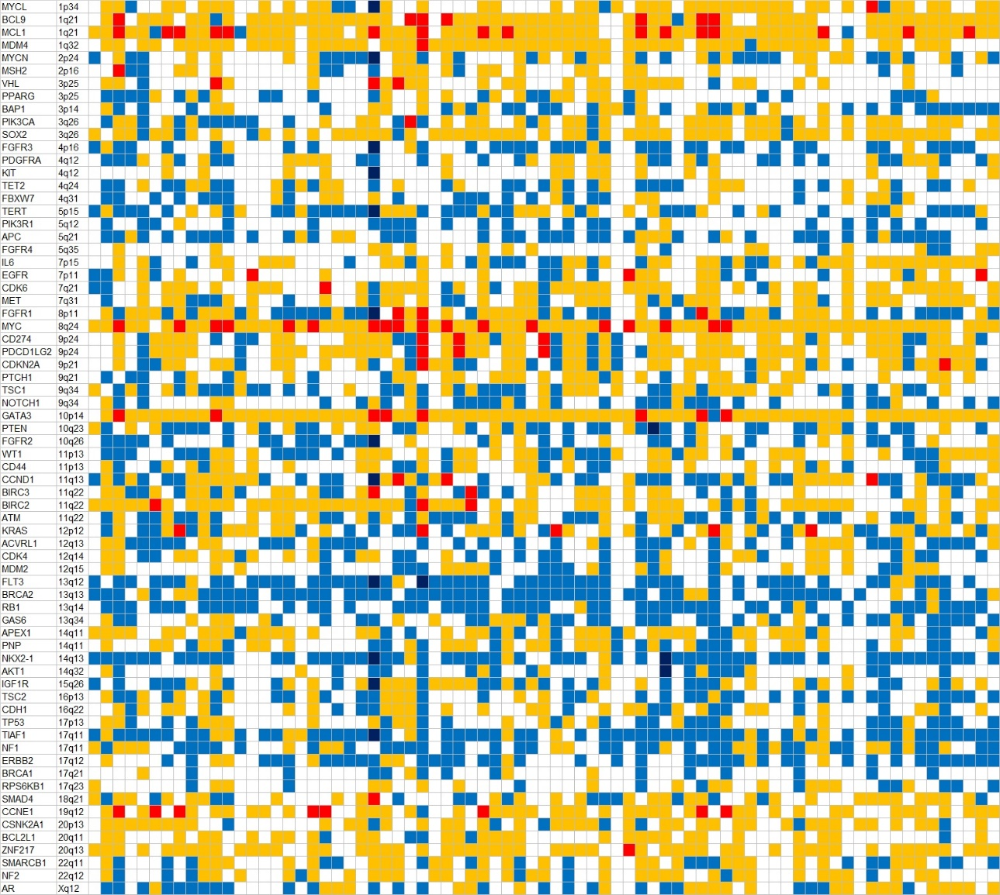 MYCL 1p34
BCL9 1q21
MCL1 1q21
MDM4 1q32
MYCN 2p24
MSH2 2p16
VHL 3p25
PPARG 3p25
BAP1 3p14
PIK3CA 3q26
SOX2 3q26
FGFR3 4p16
PDGFRA 4q12
KIT 4q12
TET2 4q24
FBXW7 4q31
TERT 5p15
PIK3R1 5q12
APC 5q21
FGFR4 5q35
IL6 7p15
EGFR 7p11
CDK6 7q21
MET 7q31
FGFR1 8p11
MYC 8q24
CD274 9p24
PDCD1LG2 9p24
CDKN2A 9p21
PTCH1 9q21
TSC1 9q34
NOTCH1 9q34
GATA3 10p14
PTEN 10q23
FGFR2 10q26
WT1 11p13
CD44 11p13
CCND1 11q13
BIRC3 11q22
BIRC2 11q22
ATM 11q22
KRAS 12p12
ACVRL1 12q13
CDK4 12q14
MDM2 12q15
FLT3 13q12
BRCA2 13q13
RB1 13q14
GAS6 13q34
APEX1 14q11
PNP 14q11
NKX2-1 14q13
AKT1 14q32
IGF1R 15q26
TSC2 16p13
CDH1 16q22
TP53 17p13
TIAF1 17q11
NF1 17q11
ERBB2 17q12
BRCA1 17q21
RPS6KB1 17q23
SMAD4 18q21
CCNE1 19q12
CSNK2A1 20p13
BCL2L1 20q11
ZNF217 20q13
SMARCB1 22q11
NF2 22q12
AR Xq12